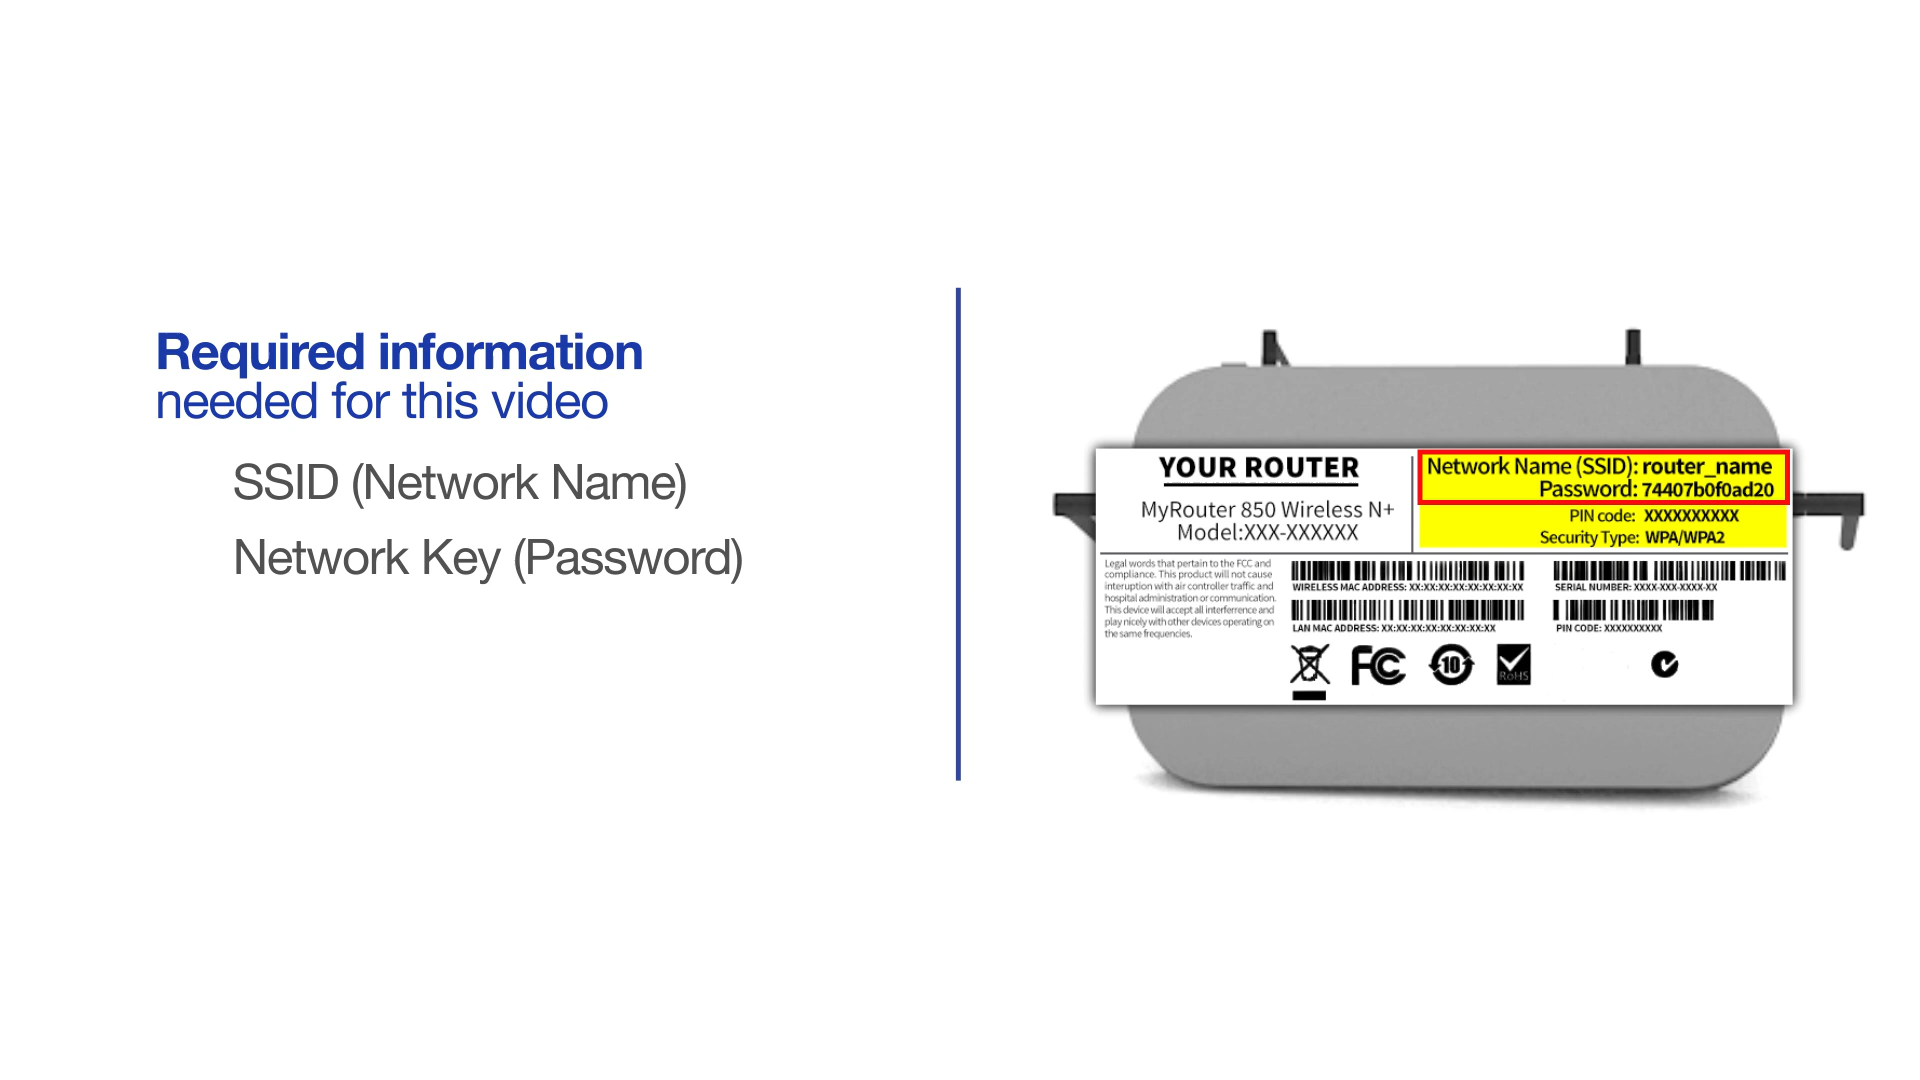 Required information
needed for this video
SSID (Network Name)
Network Key (Password)
YOUR ROUTER
MyRouter 850 Wireless N+
Model:XXX-XXXXXX
Network Name (SSID): router_name
Password: 74407b0f0ad20
PIN code: XXXXXXXXXX
Security Type: WPA/WPA2
Legal words that pertain to the FCC and
compliance. This product will not cause
interuption with air controller traffic and
hospital administration or communication.
This device will accept all interferrence and
play nicely with other devices operating on
the same frequencies.
WIRELESS MAC ADDRESS: XX:XX:XX:XX:XX:XX:XX:XX
SERIAL NUMBER: XXXX-XXX-XXXX-XX
LAN MAC ADDRESS: XX:XX:XX:XX:XX:XX:XX:XX
PIN CODE: XXXXXXXXXX
FC
10
RoHS